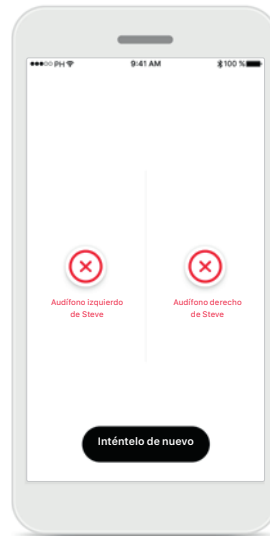 PH 9:41 AM 100 %
Audífono izquierdo
de Steve
Audífono derecho
de Steve
Inténtelo de nuevo